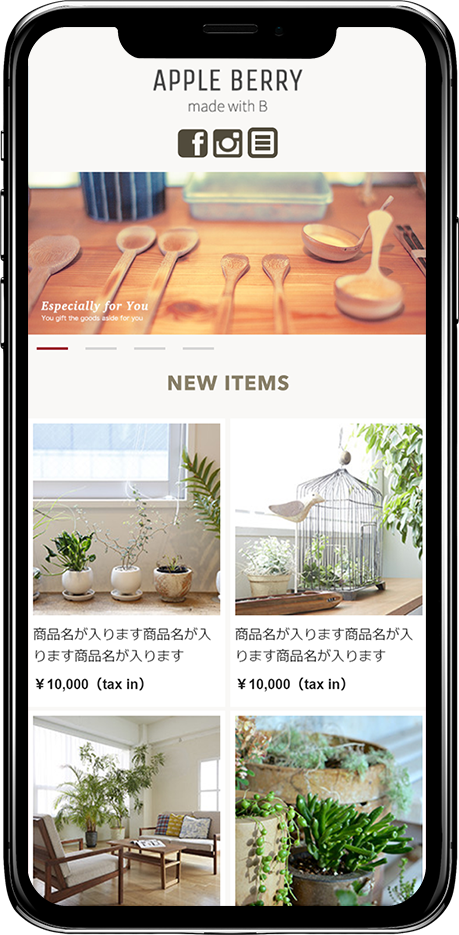 APPLE BERRY
made with B
Especially for You
You gift the goods aside for you
NEW ITEMS
商品名が入ります商品名が入
ります商品名が入ります
￥10,000（tax in）
商品名が入ります商品名が入
ります商品名が入ります
￥10,000（tax in）